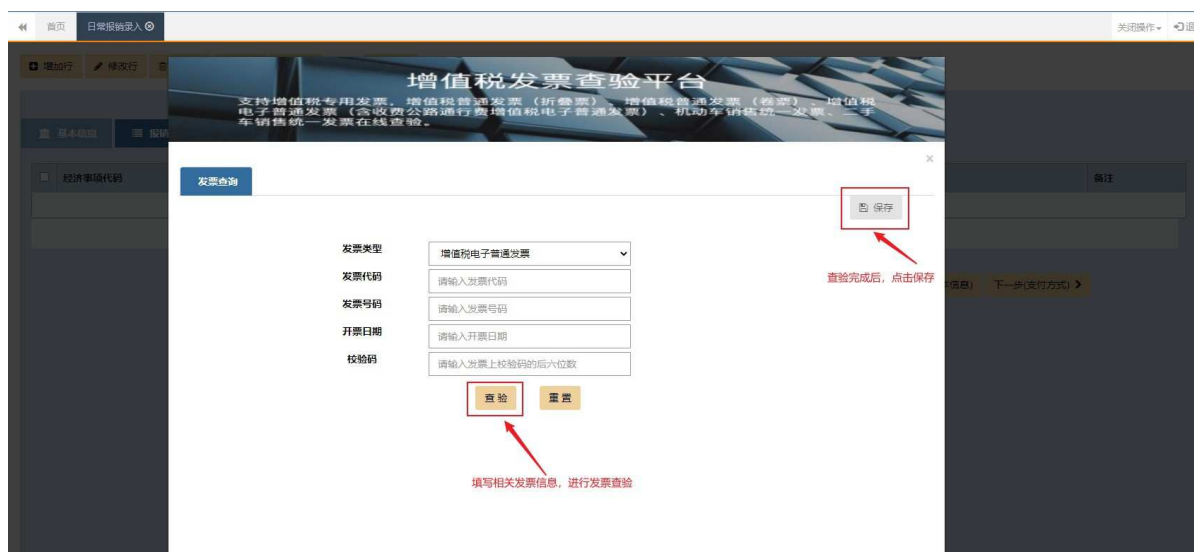 首页
日常报销录入
关闭操作
增加行
修改行
增值税发票查验平台
支持增值税专用发票，增值税普通发票（折叠票）、增值税普通发票（卷票）、增值税
电子普通发票（含收费公路通行费增值税电子普通发票）、机动车销售统一发票、二手
车销售统一发票在线查验。
基本信息
×
经济事项代码
备注
发票查询
保存
发票类型
增值税电子普通发票
发票代码
请输入发票代码
查验完成后，点击保存
下一步(支付方式)
发票号码
请输入发票号码
开票日期
请输入开票日期
校验码
请输入发票上校验码的后六位数
查验
重置
填写相关发票信息，进行发票查验